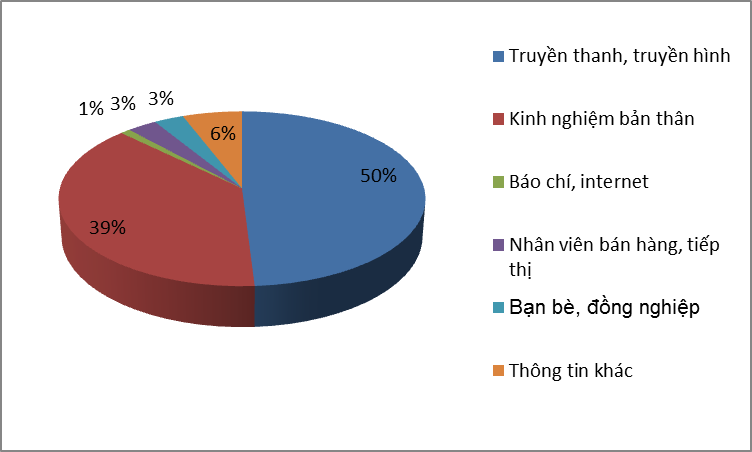 Truyền thanh, truyền hình
Kinh nghiệm bản thân
Báo chí, internet
Nhân viên bán hàng, tiếp
thị
Bạn bè, đồng nghiệp
Thông tin khác
1%
3%
3%
6%
50%
39%